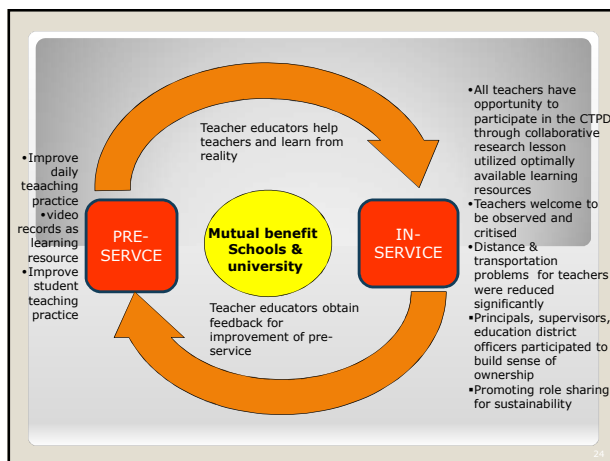 Teacher educators help
teachers and learn from
reality
•Improve
daily
teaaching
practice
•video
records as
learning
resource
•Improve
student
teaching
practice
PRE-
SERVCE
Mutual benefit
Schools &
university
IN-
SERVICE
Teacher educators obtain
feedback for
improvement of pre-
service
•All teachers have
opportunity to
participate in the CTPD
through collaborative
research lesson
utilized optimally
available learning
resources
•Teachers welcome to
be observed and
critised
•Distance &
transportation
problems for teachers
were reduced
significantly
▪Principals, supervisors,
education district
officers participated to
build sense of
ownership
▪Promoting role sharing
for sustainability
24